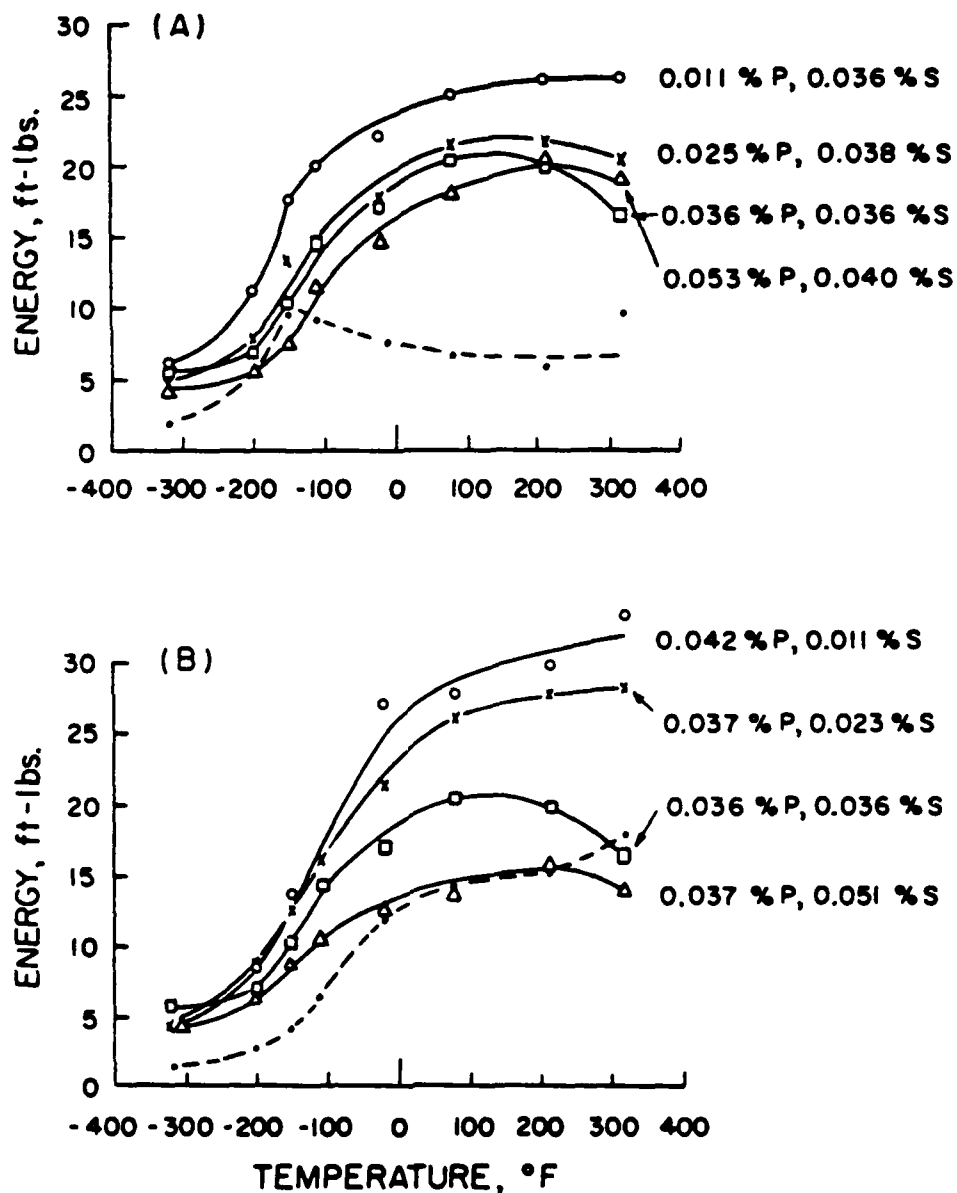 (A)
30
25
20
15
10
5
0
ENERGY, ft-lbs.
0.011 % P, 0.036 % S
0.025 % P, 0.038 % S
0.036 % P, 0.036 % S
0.053 % P, 0.040 % S
-400 -300 -200 -100 0 100 200 300 400
(B)
30
25
20
15
10
5
0
ENERGY, ft-lbs.
0.042 % P, 0.011 % S
0.037 % P, 0.023 % S
0.036 % P, 0.036 % S
0.037 % P, 0.051 % S
-400 -300 -200 -100 0 100 200 300 400
TEMPERATURE, °F